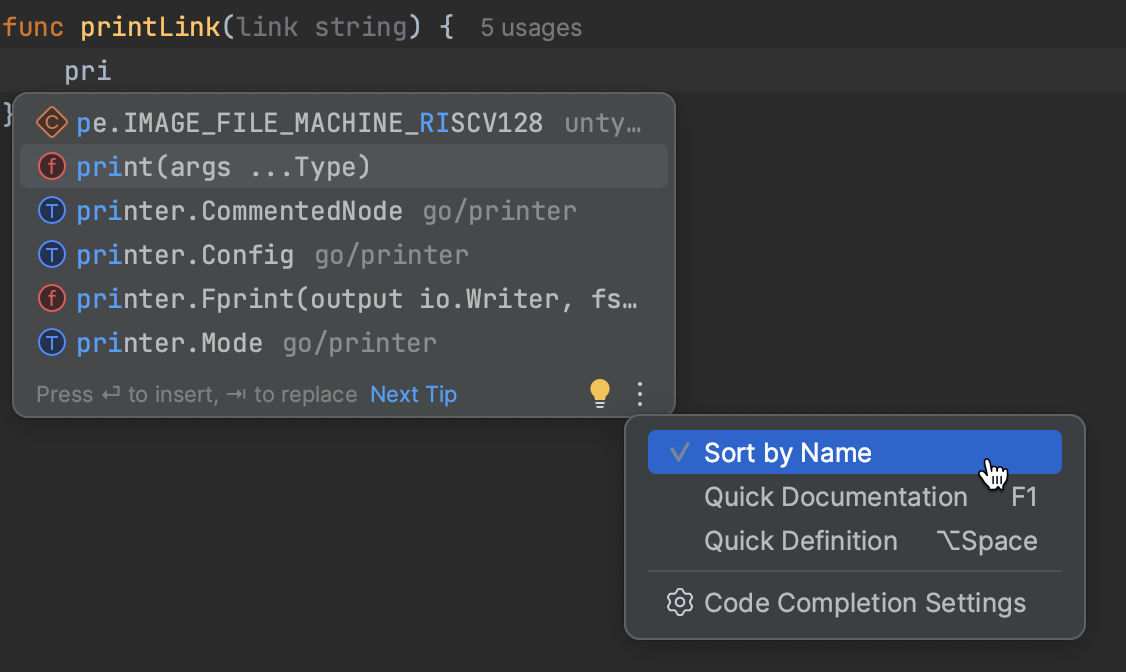 func printLink(link string) { 5 usages
pri
}
C pe.IMAGE_FILE_MACHINE_RISCV128 unty…
f print(args ...Type)
T printer.CommentedNode go/printer
T printer.Config go/printer
f printer.Fprint(output io.Writer, fs…
T printer.Mode go/printer
Press ⏎ to insert, ⇥ to replace Next Tip
✓ Sort by Name
Quick Documentation F1
Quick Definition ⌥Space
Code Completion Settings